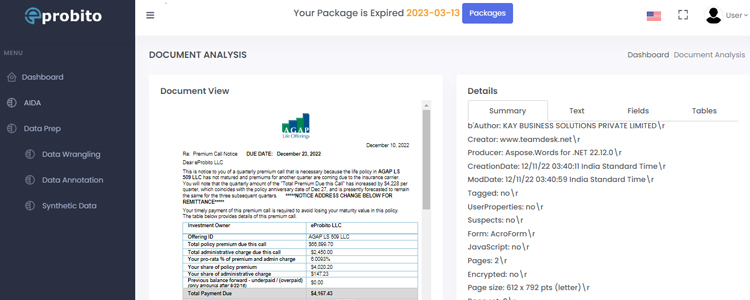 eprobito
Your Package is Expired 2023-03-13 Packages
User
MENU
Dashboard
AIDA
Data Prep
Data Wrangling
Data Annotation
Synthetic Data
DOCUMENT ANALYSIS
Dashboard Document Analysis
Document View
AGAP
Life Offerings
December 10, 2022
Re: Premium Call Notice DUE DATE: December 20, 2022
Dear eProbito LLC
This is notice to you of a quarterly premium call that is necessary because the life policy in AGAP LS
509 LLC has not matured and premiums for another quarter are coming due to the insurance carrier.
You will note that the quarterly amount of the "Total Premium Due this Call" has increased by $4,228 per
quarter, which coincides with the policy anniversary date of Dec 27, and is presently forecasted to remain
the same for the three subsequent quarters. *****NOTICE ADDRESS CHANGE BELOW FOR
REMITTANCE*****
Your timely payment of this premium call is required to avoid losing your maturity value in this policy.
The table below provides details of this premium call.
Investment Owner eProbito LLC
Offering ID AGAP LS 509 LLC
Total policy premium due this call $66,899.70
Total administrative charge due this call $2,450.00
Your pro-rata % of premium and admin charge 6.0091%
Your share of policy premium $4,020.20
Your share of administrative charge $147.23
Previous balance forward - underpaid / (overpaid)
(only amounts after 8/22/16) $0.00
Total Payment Due $4,167.43
Details
Summary Text Fields Tables
b'Author: KAY BUSINESS SOLUTIONS PRIVATE LIMITED\r
Creator: www.teamdesk.net\r
Producer: Aspose.Words for .NET 22.12.0\r
CreationDate: 12/11/22 03:40:11 India Standard Time\r
ModDate: 12/11/22 03:40:59 India Standard Time\r
Tagged: no\r
UserProperties: no\r
Suspects: no\r
Form: AcroForm\r
JavaScript: no\r
Pages: 2\r
Encrypted: no\r
Page size: 612 x 792 pts (letter)\r